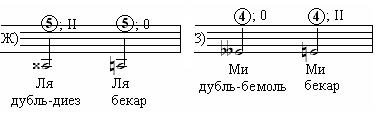 ⑤; II ⑤; 0 ④; 0 ④; II
Ж) З)
Ля Ля Ми Ми
дубль-диез бекар дубль-бемоль бекар